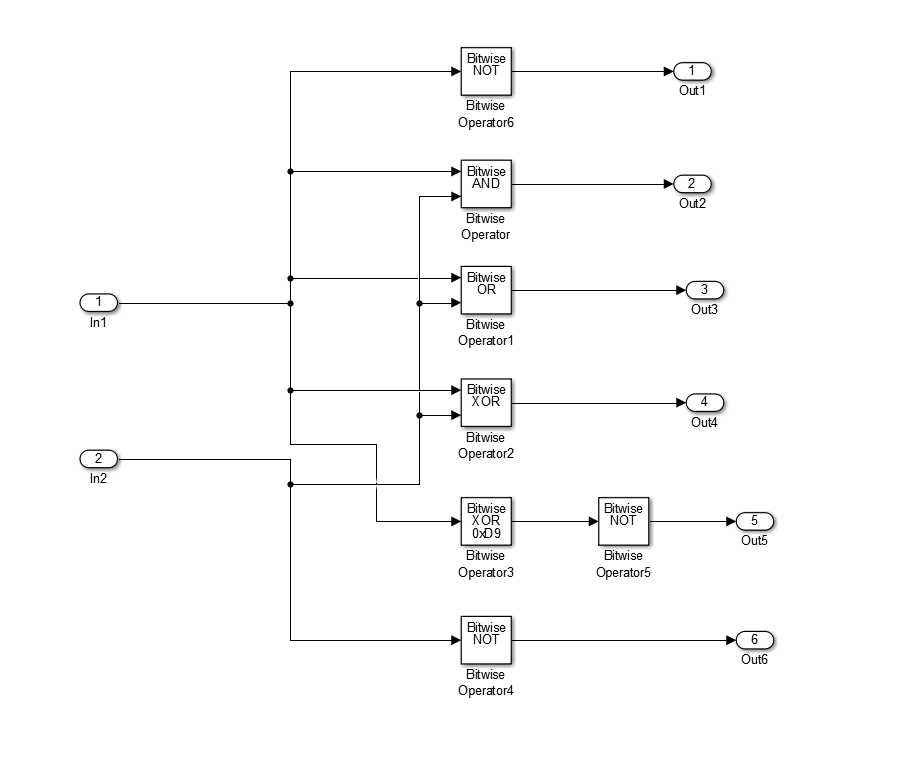 Bitwise
NOT
Bitwise
Operator6
1
Out1
Bitwise
AND
Bitwise
Operator
2
Out2
1
In1
Bitwise
OR
Bitwise
Operator1
3
Out3
Bitwise
XOR
Bitwise
Operator2
4
Out4
2
In2
Bitwise
XOR
0xD9
Bitwise
Operator3
Bitwise
NOT
Bitwise
Operator5
5
Out5
Bitwise
NOT
Bitwise
Operator4
6
Out6